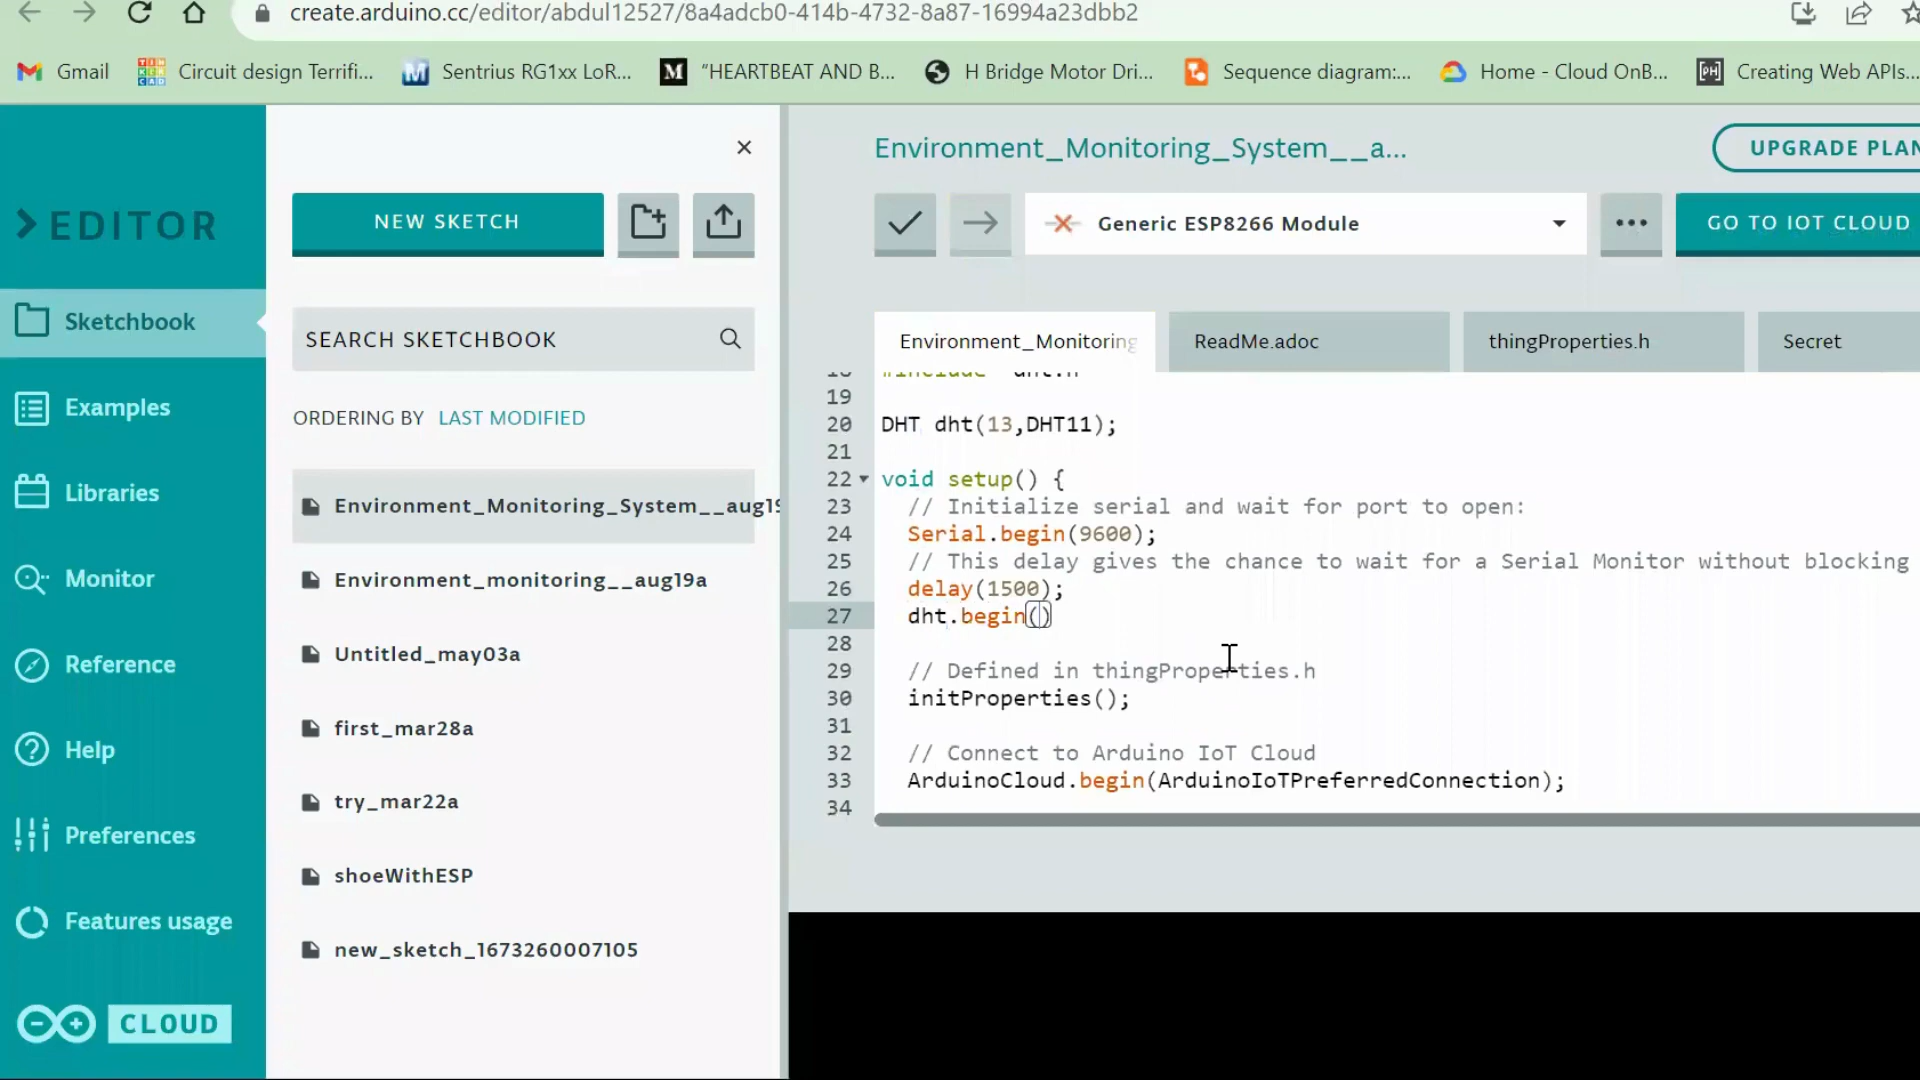 create.arduino.cc/editor/abdul12527/8a4adcb0-414b-4732-8a87-16994a23dbb2
Gmail
Circuit design Terrifi...
Sentrius RG1xx LoR...
"HEARTBEAT AND B...
H Bridge Motor Dri...
Sequence diagram:...
Home - Cloud OnB...
Creating Web APIs...
EDITOR
Sketchbook
Examples
Libraries
Monitor
Reference
Help
Preferences
Features usage
CLOUD
NEW SKETCH
SEARCH SKETCHBOOK
ORDERING BY LAST MODIFIED
Environment_Monitoring_System__aug19
Environment_monitoring__aug19a
Untitled_may03a
first_mar28a
try_mar22a
shoeWithESP
new_sketch_1673260007105
Environment_Monitoring_System__a...
UPGRADE PLAN
Generic ESP8266 Module
GO TO IOT CLOUD
Environment_Monitoring
ReadMe.adoc
thingProperties.h
Secret
18 #include "dht.h"
19
20 DHT dht(13,DHT11);
21
22 void setup() {
23 // Initialize serial and wait for port to open:
24 Serial.begin(9600);
25 // This delay gives the chance to wait for a Serial Monitor without blocking
26 delay(1500);
27 dht.begin()
28
29 // Defined in thingProperties.h
30 initProperties();
31
32 // Connect to Arduino IoT Cloud
33 ArduinoCloud.begin(ArduinoIoTPreferredConnection);
34